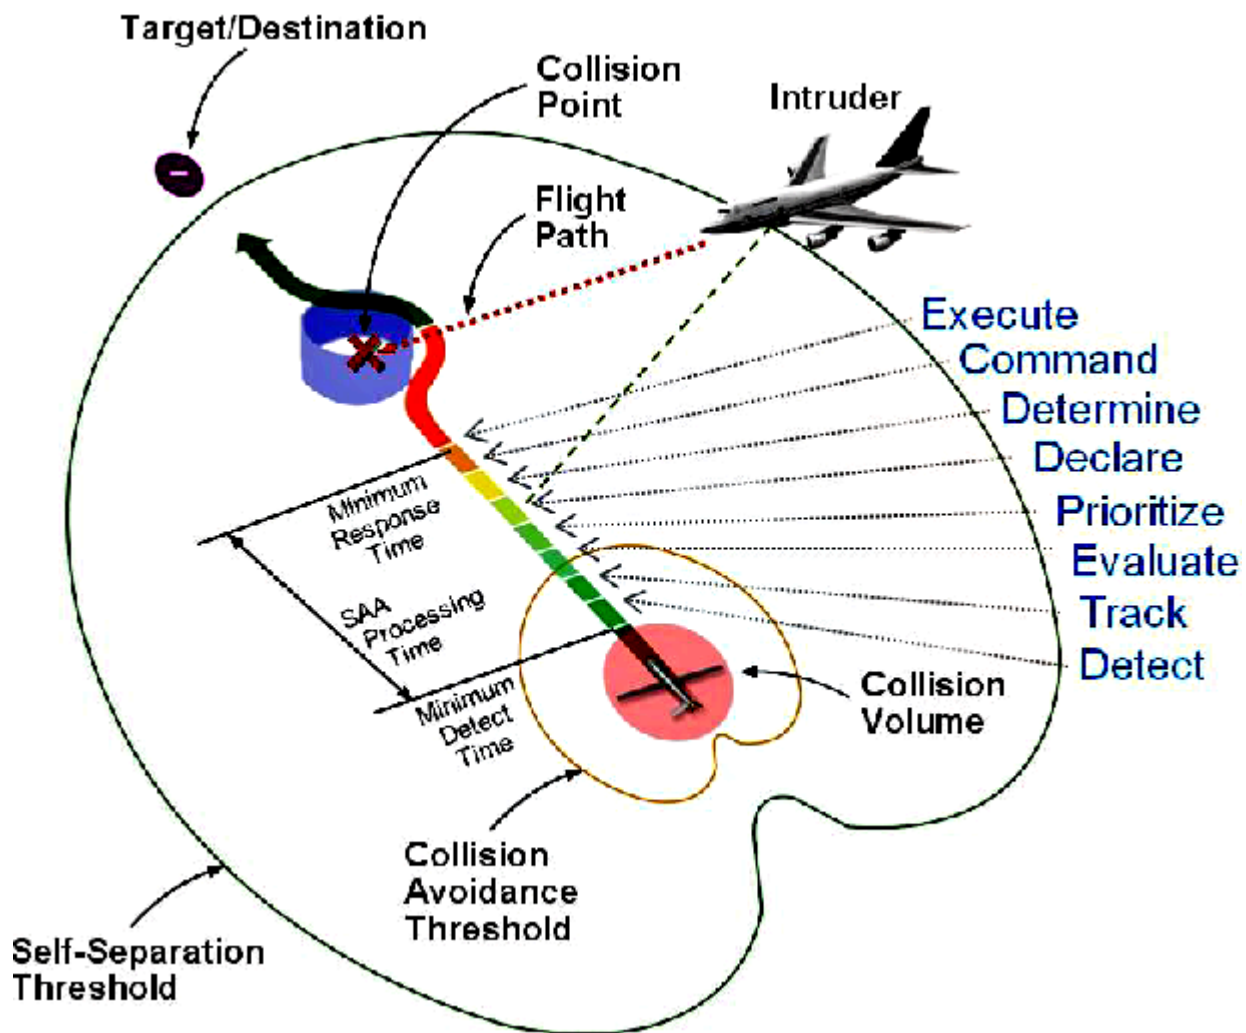 Target/Destination
Collision
Point
Intruder
Flight
Path
Execute
Command
Determine
Declare
Prioritize
Evaluate
Track
Detect
Minimum
Response
Time
SAA
Processing
Time
Minimum
Detect
Time
Collision
Volume
Collision
Avoidance
Threshold
Self-Separation
Threshold